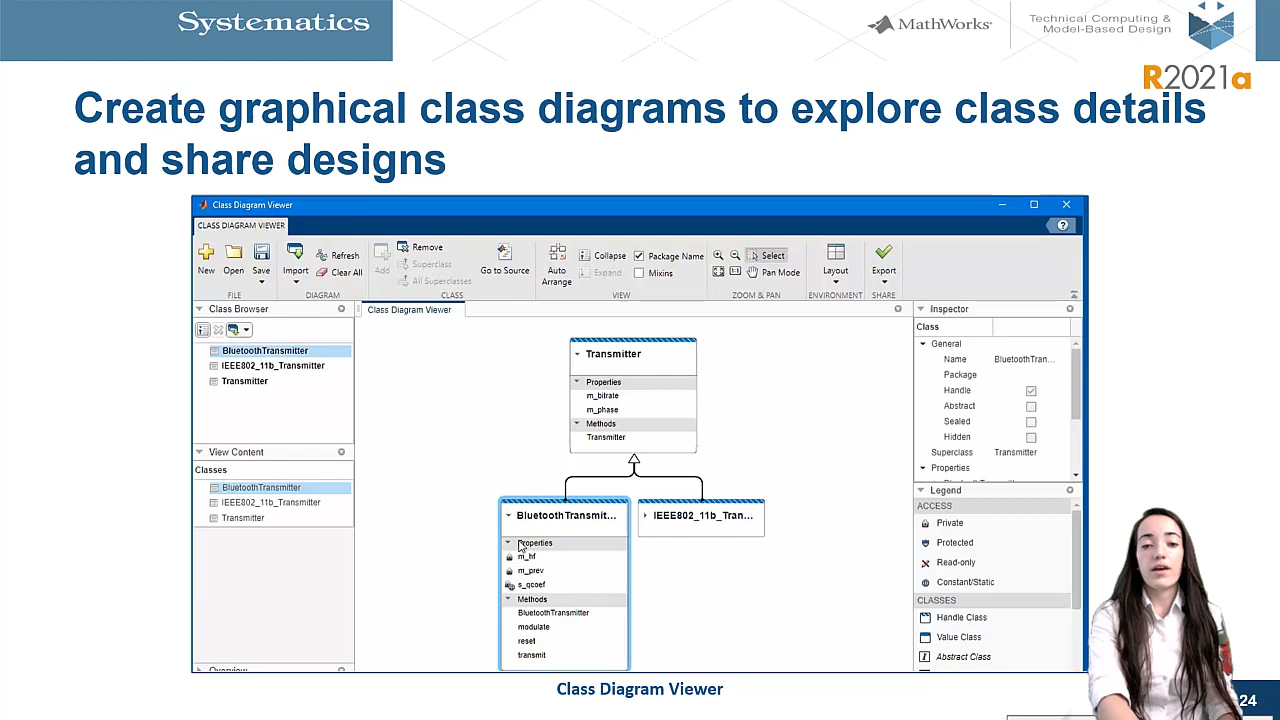 Systematics
MathWorks
Technical Computing &
Model-Based Design
R2021a
Create graphical class diagrams to explore class details
and share designs
Class Diagram Viewer
CLASS DIAGRAM VIEWER
New
Open
Save
FILE
Import
Refresh
Clear All
DIAGRAM
Add
Remove
Superclass
All Superclasses
Go to Source
CLASS
Auto
Arrange
Collapse
Expand
Package Name
Mixins
VIEW
Select
Pan Mode
ZOOM & PAN
Layout
ENVIRONMENT
Export
SHARE
Class Browser
BluetoothTransmitter
IEEE802_11b_Transmitter
Transmitter
View Content
Classes
BluetoothTransmitter
IEEE802_11b_Transmitter
Transmitter
Overview
Class Diagram Viewer
Transmitter
Properties
m_bitrate
m_phase
Methods
Transmitter
BluetoothTransmit...
Properties
m_hf
m_prev
s_qcoef
Methods
BluetoothTransmitter
modulate
reset
transmit
IEEE802_11b_Tran...
Inspector
Class
General
Name BluetoothTran...
Package
Handle
Abstract
Sealed
Hidden
Superclass Transmitter
Properties
Legend
ACCESS
Private
Protected
Read-only
Constant/Static
CLASSES
Handle Class
Value Class
Abstract Class
Class Diagram Viewer
24